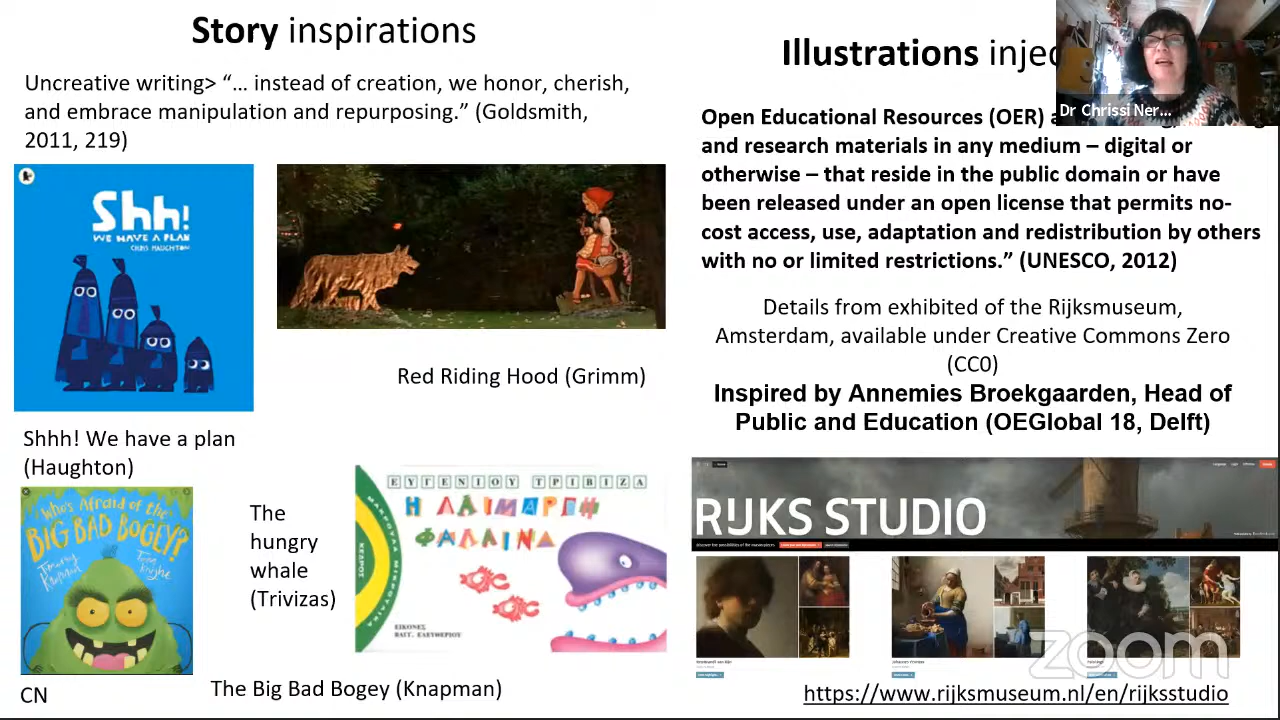 Story inspirations
Uncreative writing> “… instead of creation, we honor, cherish,
and embrace manipulation and repurposing.” (Goldsmith,
2011, 219)
Shh!
WE HAVE A PLAN
CHRIS HAUGHTON
Red Riding Hood (Grimm)
Shhh! We have a plan
(Haughton)
Who's Afraid of the
BIG BAD BOGEY?
Timothy Knapman
The
hungry
whale
(Trivizas)
ΕΥΓΕΝΙΟΥ ΤΡΙΒΙΖΑ
Η ΛΑΙΜΑΡΓΗ
ΦΑΛΑΙΝΑ
ΚΕΔΡΟΣ
ΕΙΚΟΝΕΣ
ΒΑΓΓ. ΕΛΕΥΘΕΡΙΟΥ
The Big Bad Bogey (Knapman)
CN
Illustrations
Dr Chrissi Ner...
Open Educational Resources (OER)
and research materials in any medium – digital or
otherwise – that reside in the public domain or have
been released under an open license that permits no-
cost access, use, adaptation and redistribution by others
with no or limited restrictions.” (UNESCO, 2012)
Details from exhibited of the Rijksmuseum,
Amsterdam, available under Creative Commons Zero
(CC0)
Inspired by Annemies Broekgaarden, Head of
Public and Education (OEGlobal 18, Delft)
RIJKS STUDIO
zoom
https://www.rijksmuseum.nl/en/rijksstudio